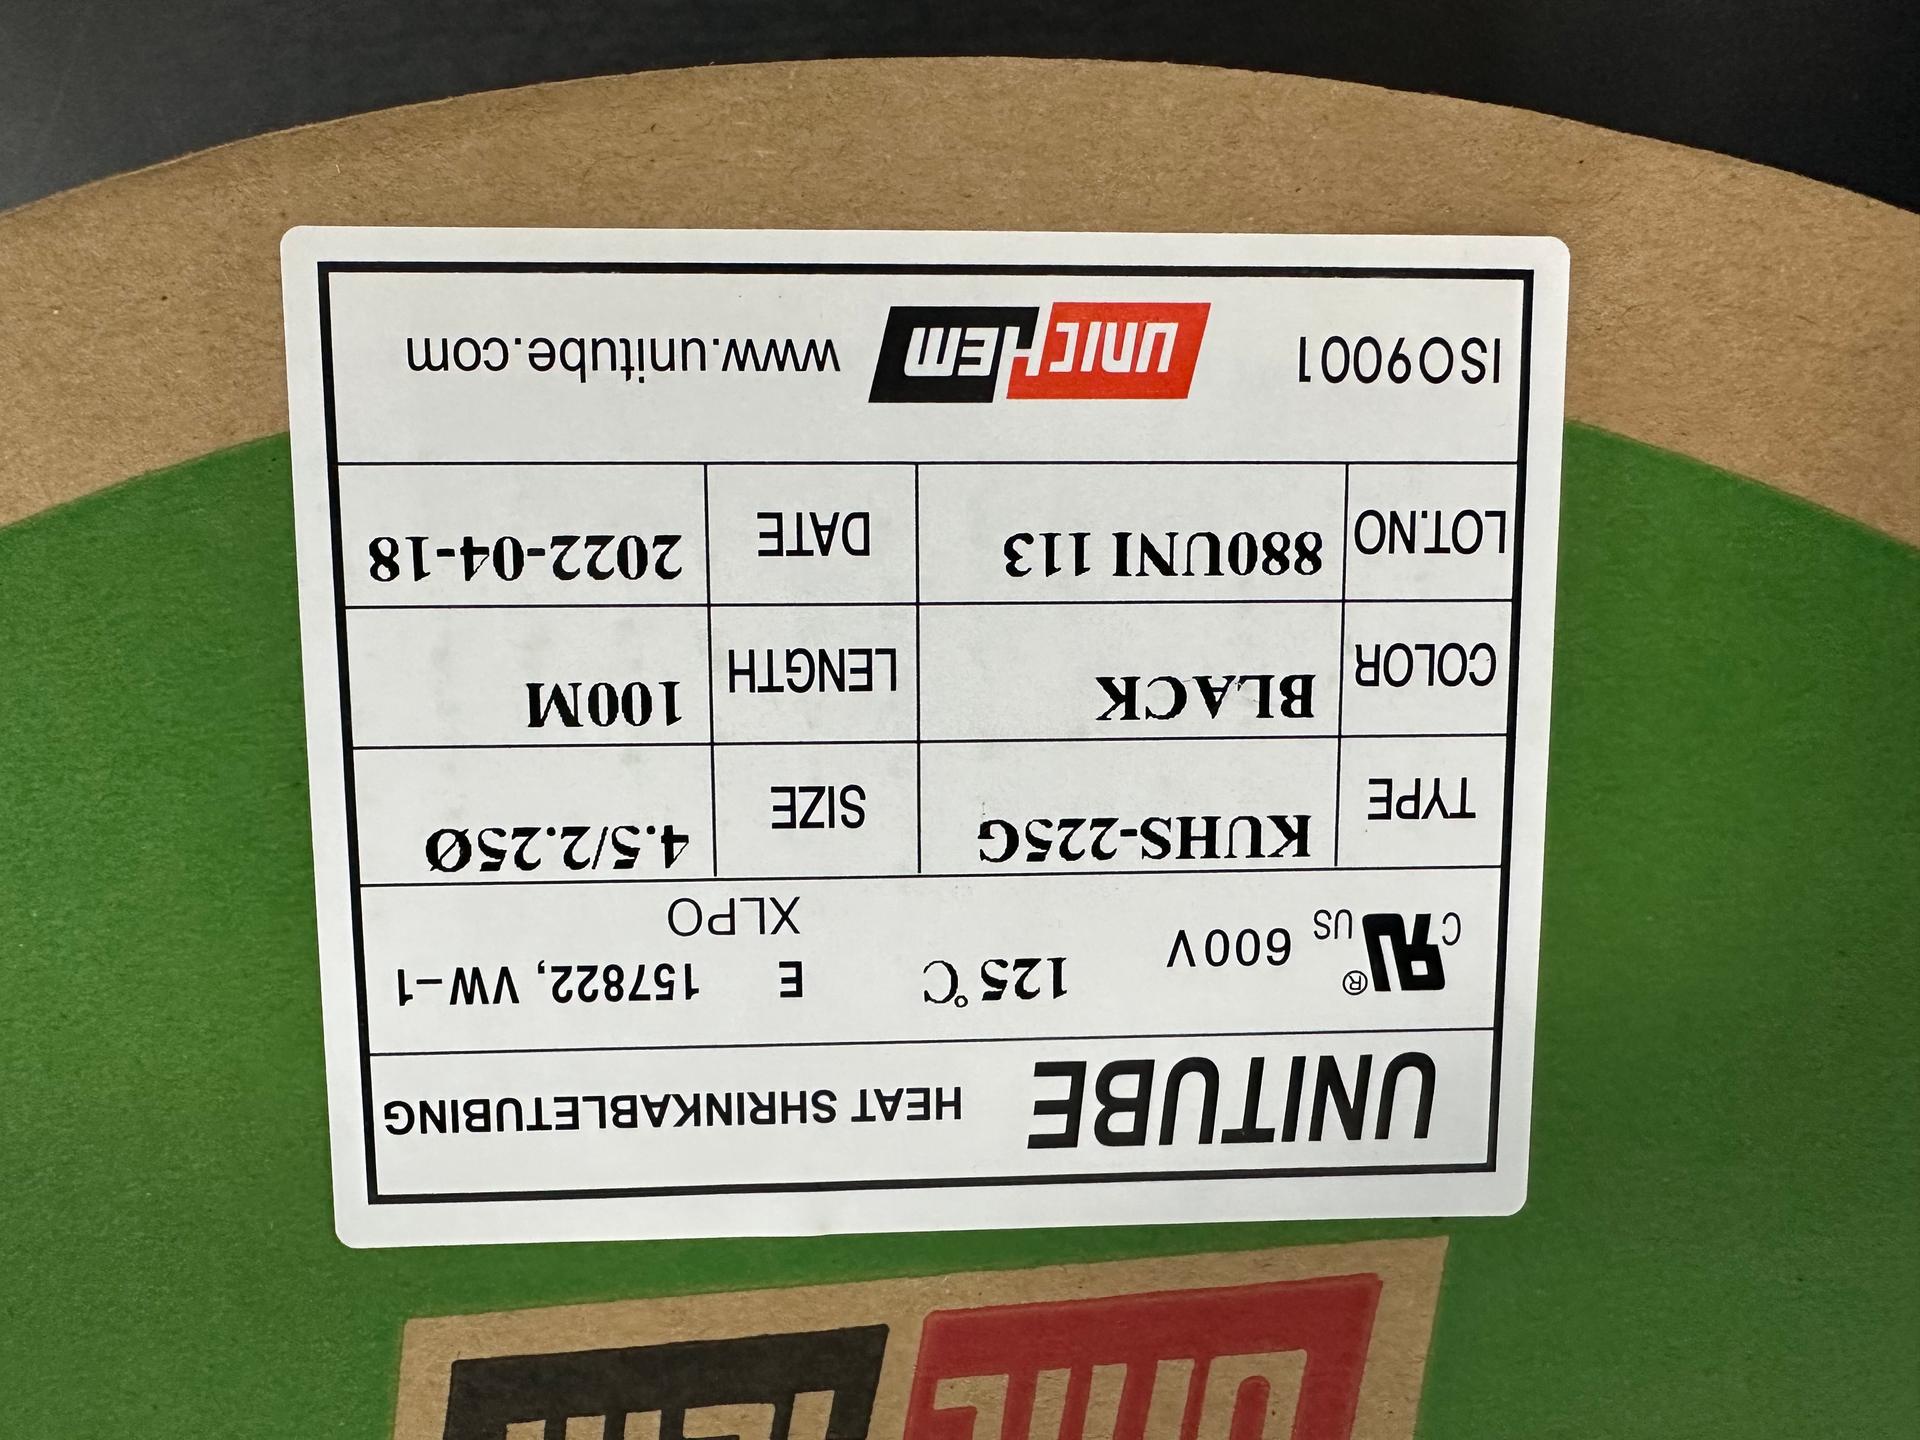 UNITUBE HEAT SHRINKABLETUBING
c RU US ® 600V 125℃ E 157822, VW-1
XLPO
TYPE KUHS-225G SIZE 4.5/2.25Ø
COLOR BLACK LENGTH 100M
LOT.NO 880UNI 113 DATE 2022-04-18
ISO9001 UNICHEM www.unitube.com